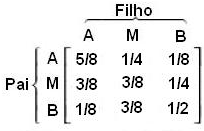 Filho
A M B
A 5/8 1/4 1/8
Pai M 3/8 3/8 1/4
B 1/8 3/8 1/2